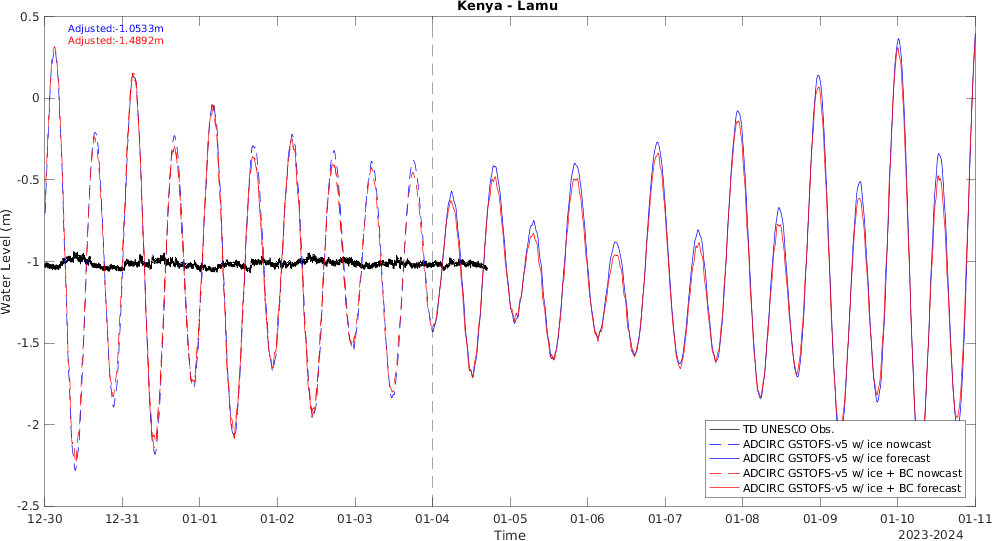 Kenya - Lamu
Adjusted:-1.0533m
Adjusted:-1.4892m
0.5
0
-0.5
-1
-1.5
-2
-2.5
Water Level (m)
TD UNESCO Obs.
ADCIRC GSTOFS-v5 w/ ice nowcast
ADCIRC GSTOFS-v5 w/ ice forecast
ADCIRC GSTOFS-v5 w/ ice + BC nowcast
ADCIRC GSTOFS-v5 w/ ice + BC forecast
12-30 12-31 01-01 01-02 01-03 01-04 01-05 01-06 01-07 01-08 01-09 01-10 01-11
Time
2023-2024